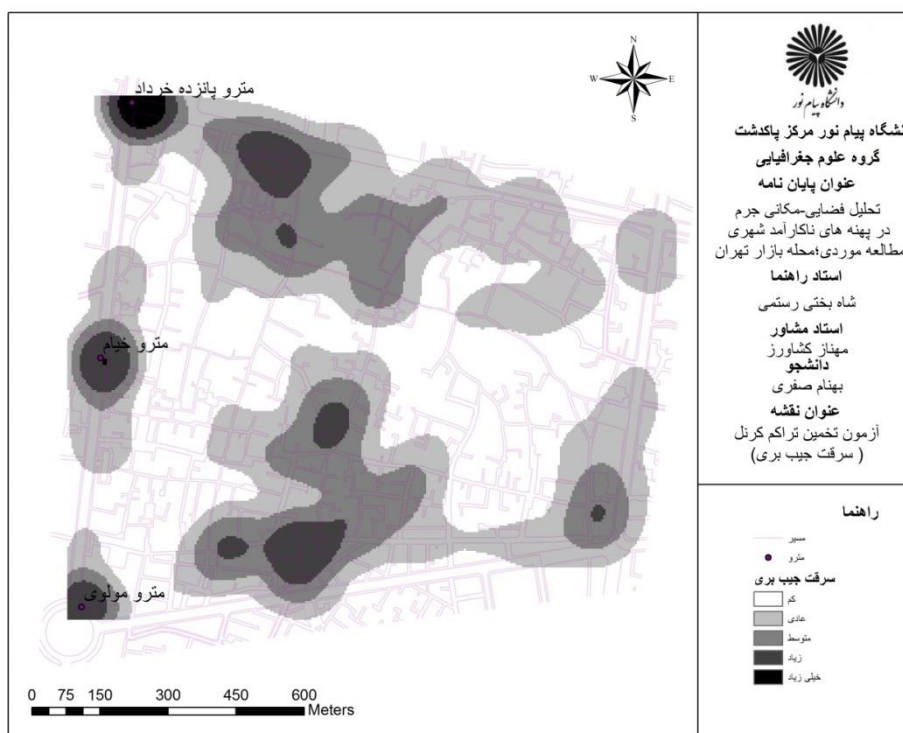 N
W
E
S
مترو پانزده خرداد
مترو خیام
مترو مولوی
0 75 150 300 450 600
Meters
دانشگاه پیام نور
نشگاه پیام نور مرکز پاکدشت
گروه علوم جغرافیایی
عنوان پایان نامه
تحلیل فضایی-مکانی جرم
در پهنه های ناکارآمد شهری
مطالعه موردی؛محله بازار تهران
استاد راهنما
شاه بختی رستمی
استاد مشاور
مهناز کشاورز
دانشجو
بهنام صفری
عنوان نقشه
آزمون تخمین تراکم کرنل
( سرقت جیب بری)
راهنما
مسیر
مترو
سرقت جیب بری
کم
عادی
متوسط
زیاد
خیلی زیاد